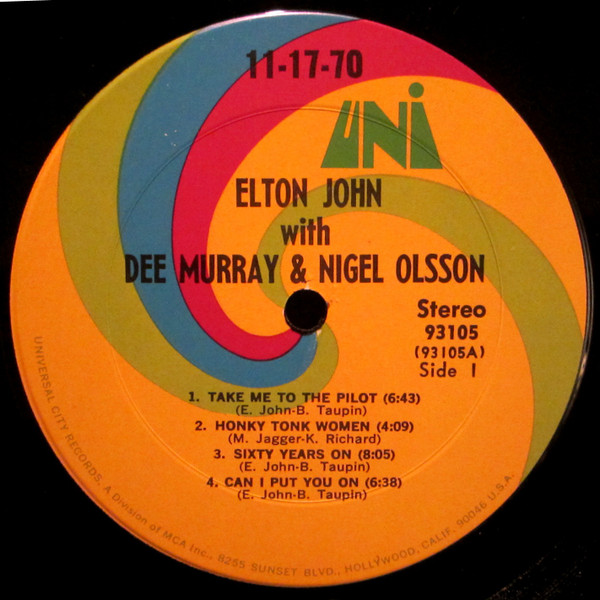 11-17-70
UNI
ELTON JOHN
with
DEE MURRAY & NIGEL OLSSON
Stereo
93105
(93105A)
Side 1
1. TAKE ME TO THE PILOT (6:43)
(E. John-B. Taupin)
2. HONKY TONK WOMEN (4:09)
(M. Jagger-K. Richard)
3. SIXTY YEARS ON (8:05)
(E. John-B. Taupin)
4. CAN I PUT YOU ON (6:38)
(E. John-B. Taupin)
UNIVERSAL CITY RECORDS, A Division of MCA Inc., 8255 SUNSET BLVD., HOLLYWOOD, CALIF. 90046 U.S.A.